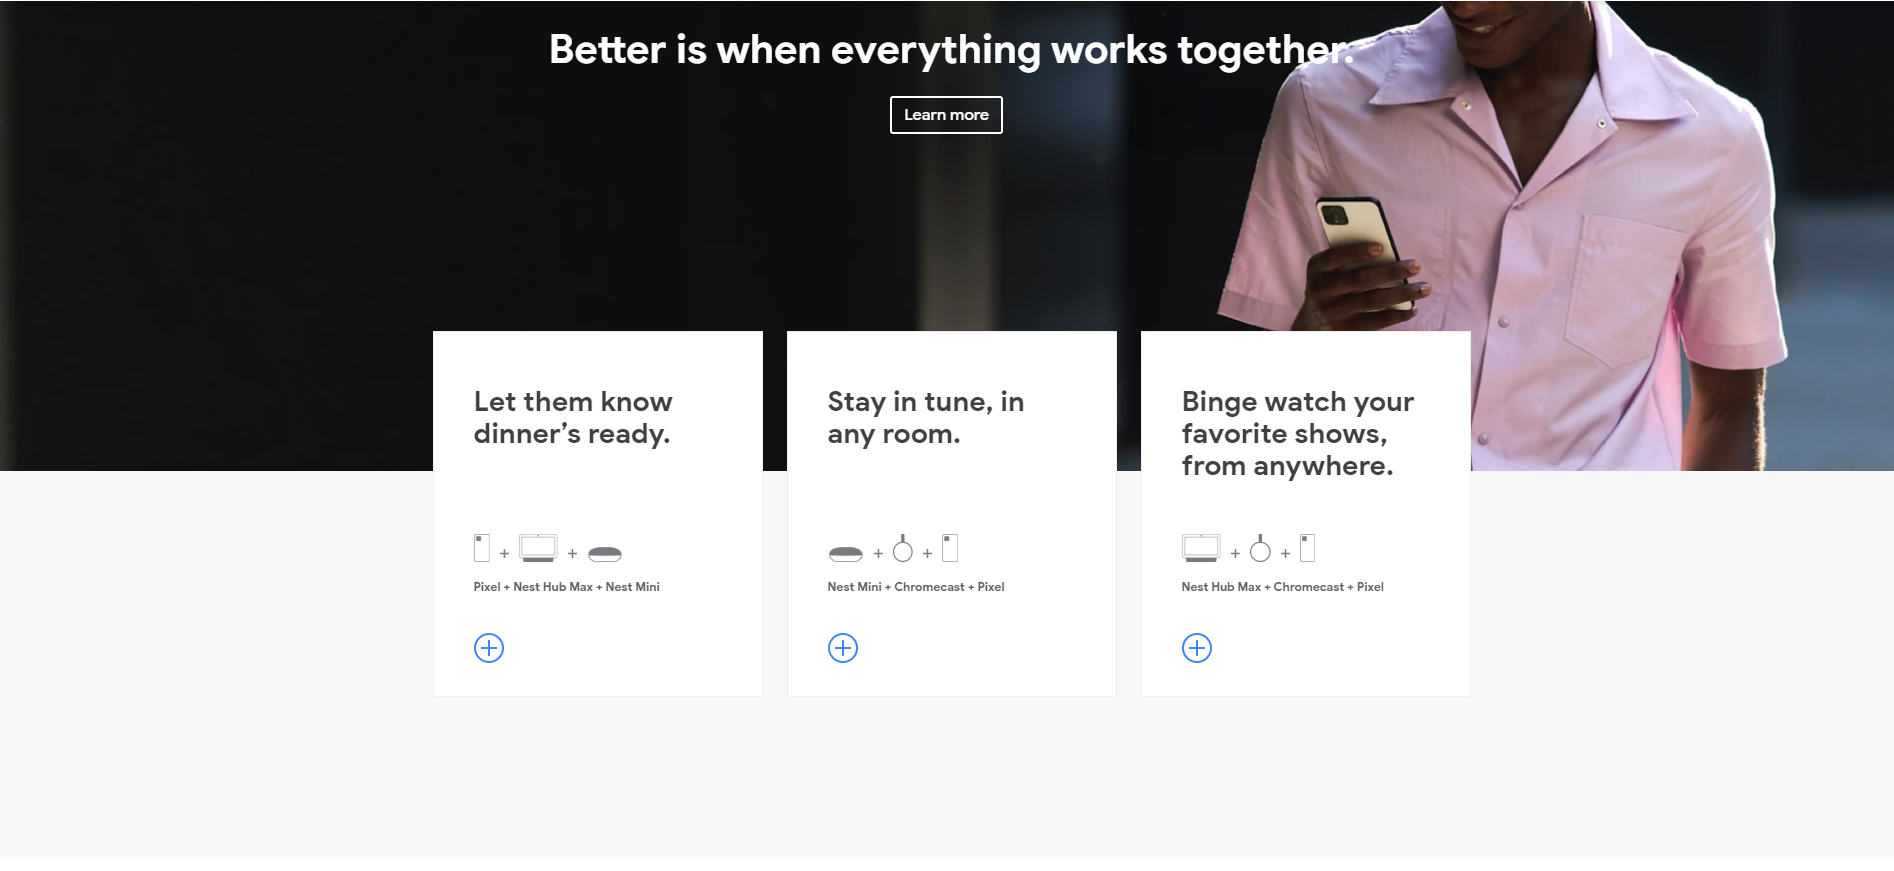 Better is when everything works together.
Learn more
Let them know
dinner’s ready.
Pixel + Nest Hub Max + Nest Mini
Stay in tune, in
any room.
Nest Mini + Chromecast + Pixel
Binge watch your
favorite shows,
from anywhere.
Nest Hub Max + Chromecast + Pixel